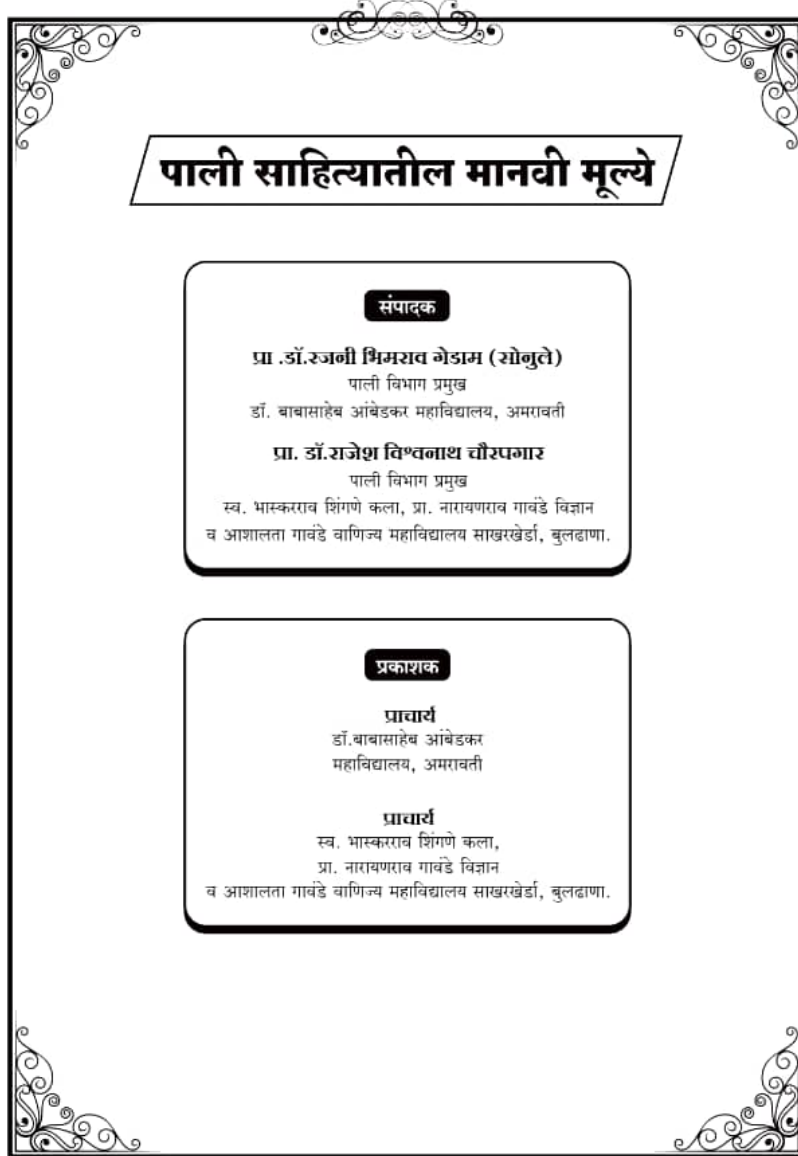 पाली साहित्यातील मानवी मूल्ये
संपादक
प्रा .डॉ.रजनी भिमराव गेडाम (सोनुले)
पाली विभाग प्रमुख
डॉ. बाबासाहेब आंबेडकर महाविद्यालय, अमरावती
प्रा. डॉ.राजेश विश्वनाथ चौरपगार
पाली विभाग प्रमुख
स्व. भास्करराव शिंगणे कला, प्रा. नारायणराव गावंडे विज्ञान
व आशालता गावंडे वाणिज्य महाविद्यालय साखरखेर्डा, बुलढाणा.
प्रकाशक
प्राचार्य
डॉ.बाबासाहेब आंबेडकर
महाविद्यालय, अमरावती
प्राचार्य
स्व. भास्करराव शिंगणे कला,
प्रा. नारायणराव गावंडे विज्ञान
व आशालता गावंडे वाणिज्य महाविद्यालय साखरखेर्डा, बुलढाणा.